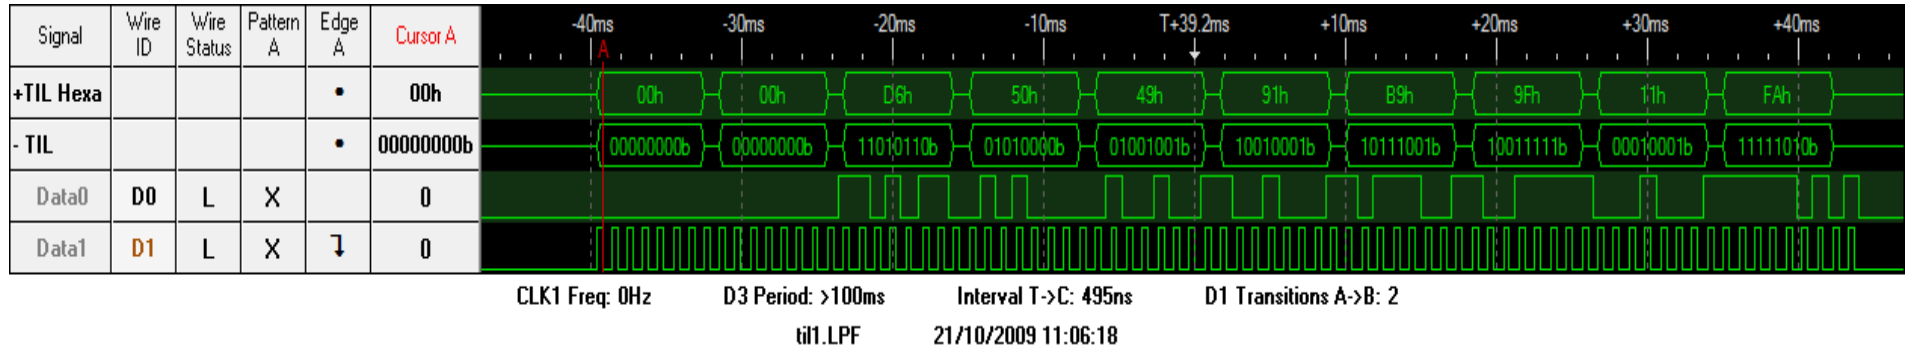 Signal Wire ID Wire Status Pattern A Edge A Cursor A -40ms -30ms -20ms -10ms T+39.2ms +10ms +20ms +30ms +40ms
A
+TIL Hexa • 00h 00h 00h D6h 50h 49h 91h B9h 9Fh 11h FAh
- TIL • 00000000b 00000000b 00000000b 11010110b 01010000b 01001001b 10010001b 10111001b 10011111b 00010001b 11111010b
Data0 D0 L X 0
Data1 D1 L X 0
CLK1 Freq: 0Hz D3 Period: >100ms Interval T->C: 495ns D1 Transitions A->B: 2
til1.LPF 21/10/2009 11:06:18